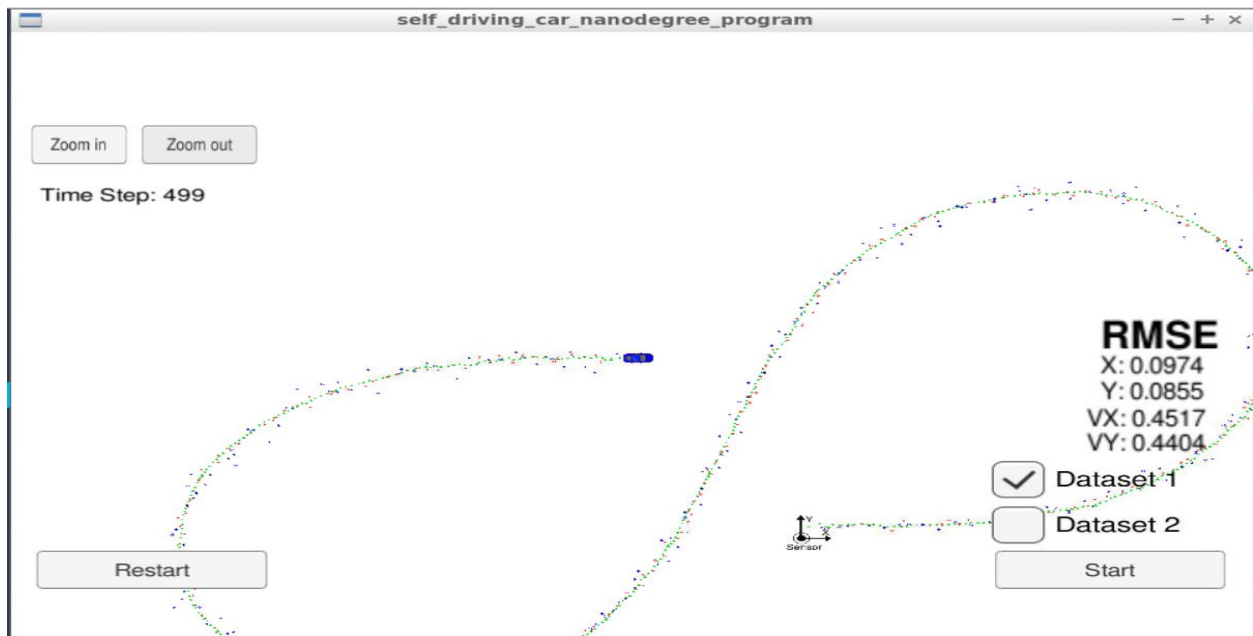 self_driving_car_nanodegree_program
Zoom in
Zoom out
Time Step: 499
RMSE
X: 0.0974
Y: 0.0855
VX: 0.4517
VY: 0.4404
Dataset 1
Dataset 2
Y
X
Sensor
Restart
Start